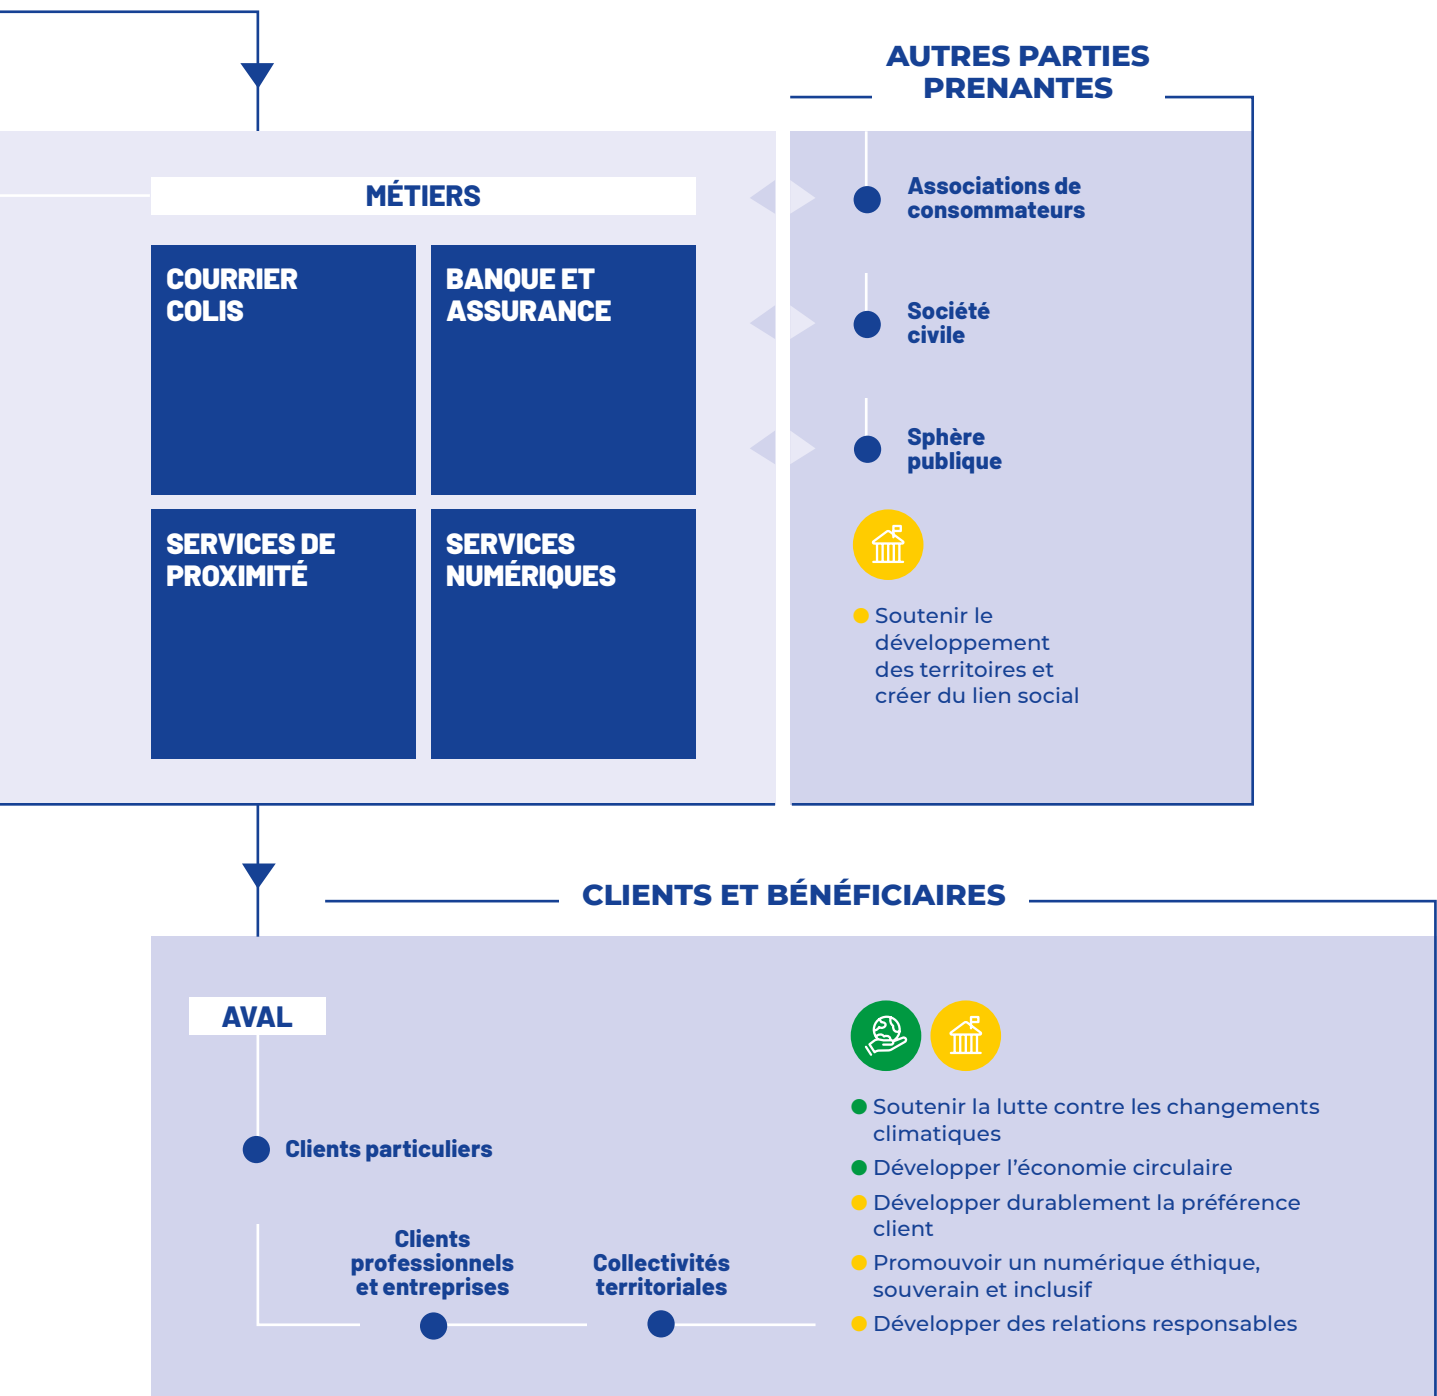 AUTRES PARTIES
PRENANTES
MÉTIERS
COURRIER
COLIS
BANQUE ET
ASSURANCE
SERVICES DE
PROXIMITÉ
SERVICES
NUMÉRIQUES
Associations de
consommateurs
Société
civile
Sphère
publique
Soutenir le
développement
des territoires et
créer du lien social
CLIENTS ET BÉNÉFICIAIRES
AVAL
Clients particuliers
Clients
professionnels
et entreprises
Collectivités
territoriales
Soutenir la lutte contre les changements
climatiques
Développer l’économie circulaire
Développer durablement la préférence
client
Promouvoir un numérique éthique,
souverain et inclusif
Développer des relations responsables